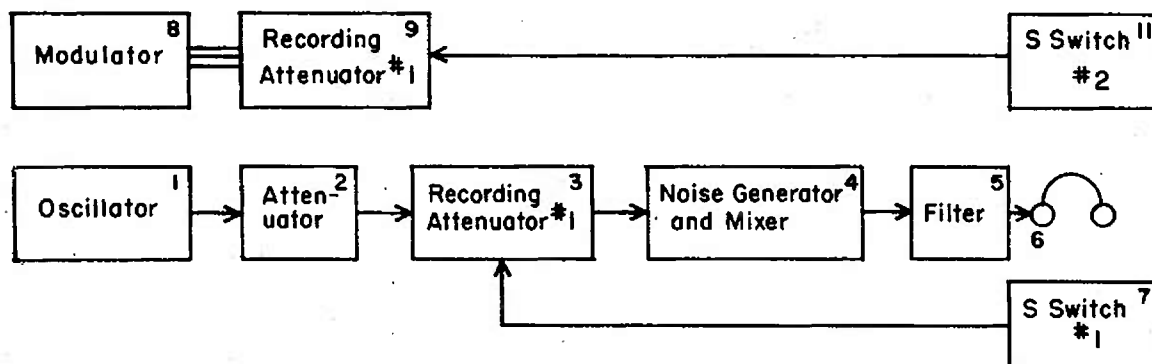 Modulator 8
Recording 9
Attenuator #1
S Switch 11
#2
Oscillator 1
Atten- 2
uator
Recording 3
Attenuator #1
Noise Generator 4
and Mixer
Filter 5
6
S Switch 7
#1